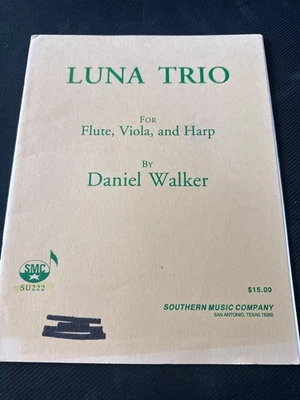 LUNA TRIO
FOR
Flute, Viola, and Harp
BY
Daniel Walker
SMC
SU222
$15.00
SOUTHERN MUSIC COMPANY
SAN ANTONIO, TEXAS 78292